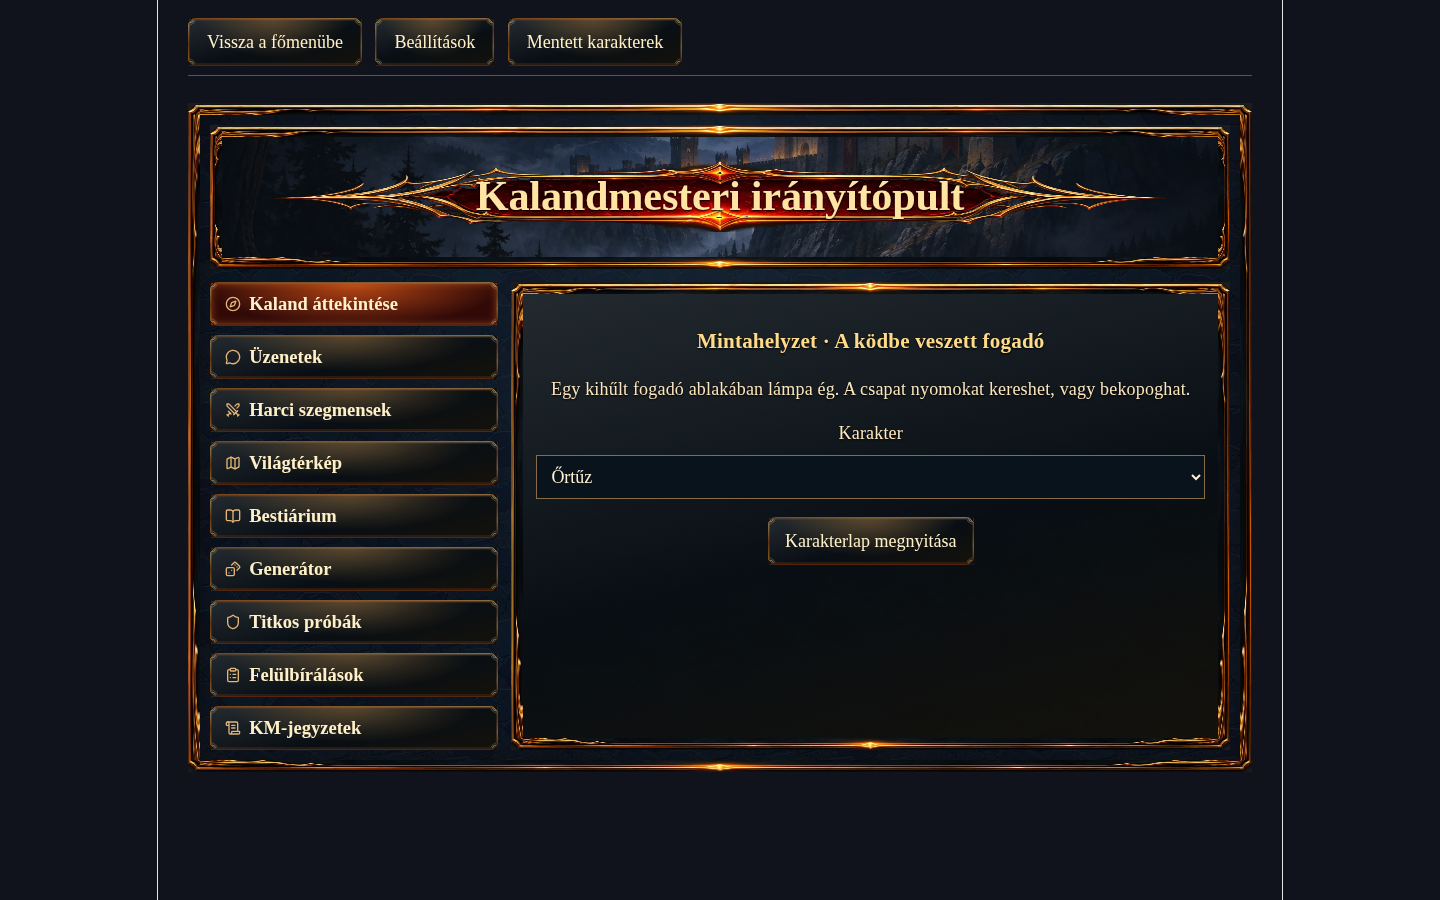 Vissza a főmenübe
Beállítások
Mentett karakterek
Kalandmesteri irányítópult
Kaland áttekintése
Üzenetek
Harci szegmensek
Világtérkép
Bestiárium
Generátor
Titkos próbák
Felülbírálások
KM-jegyzetek
Mintahelyzet · A ködbe veszett fogadó
Egy kihűlt fogadó ablakában lámpa ég. A csapat nyomokat kereshet, vagy bekopoghat.
Karakter
Őrtűz
Karakterlap megnyitása